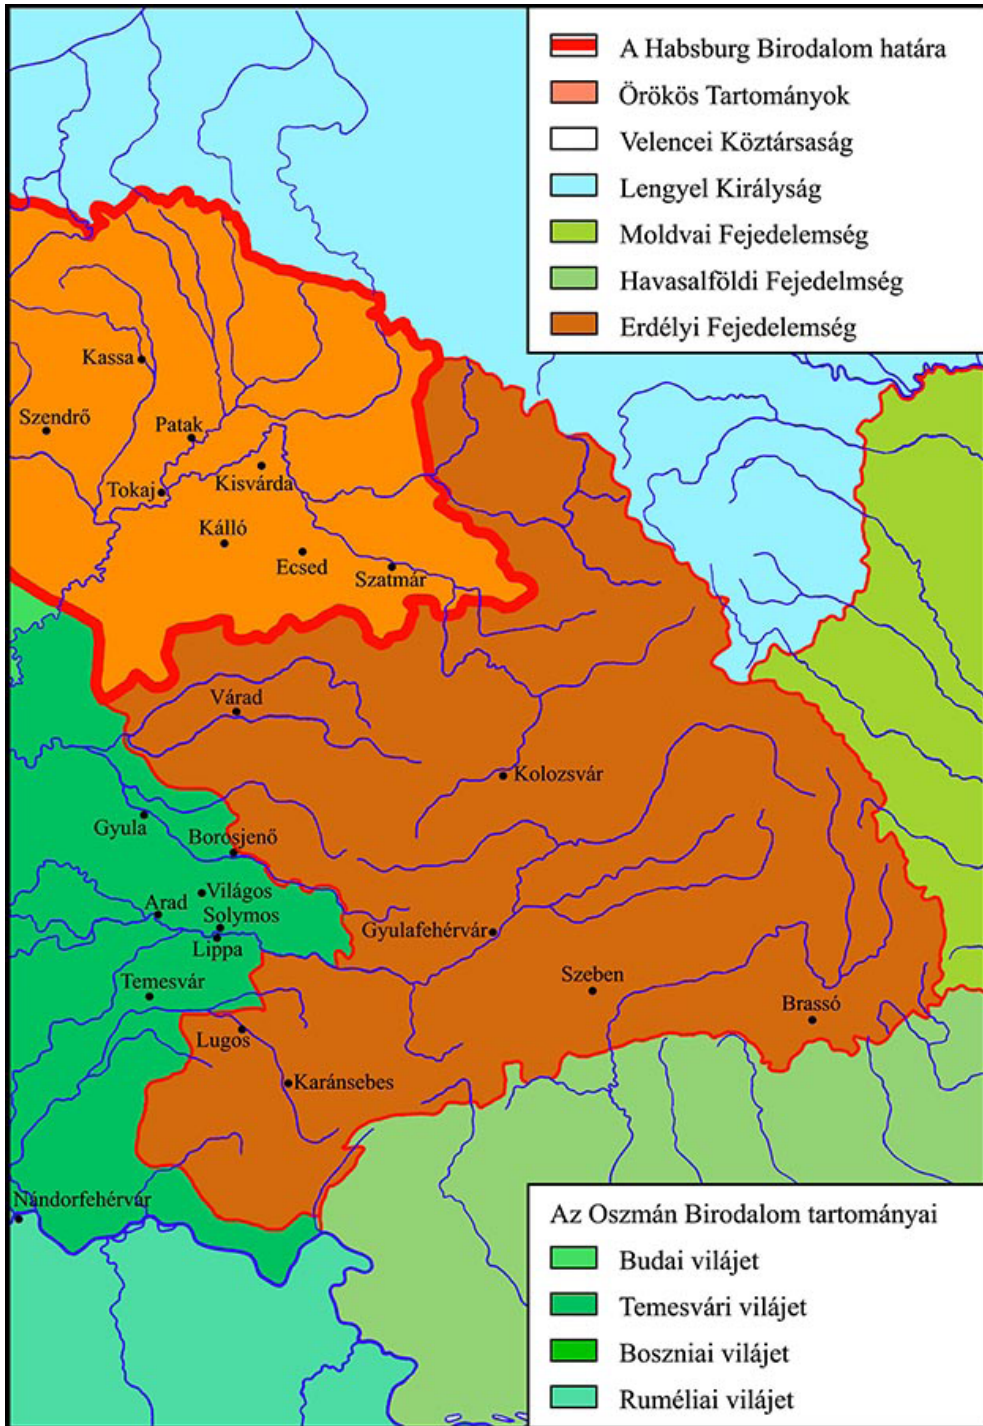 A Habsburg Birodalom határa
Örökös Tartományok
Velencei Köztársaság
Lengyel Királyság
Moldvai Fejedelemség
Havasalföldi Fejedelmség
Erdélyi Fejedelemség
Kassa
Szendrő
Patak
Kisvárda
Tokaj
Kálló
Ecsed
Szatmár
Várad
Kolozsvár
Gyula
Borosjenő
Világos
Arad
Solymos
Lippa
Gyulafehérvár
Temesvár
Szeben
Brassó
Lugos
Karánsebes
Nándorfehérvár
Az Oszmán Birodalom tartományai
Budai vilájet
Temesvári vilájet
Boszniai vilájet
Ruméliai vilájet